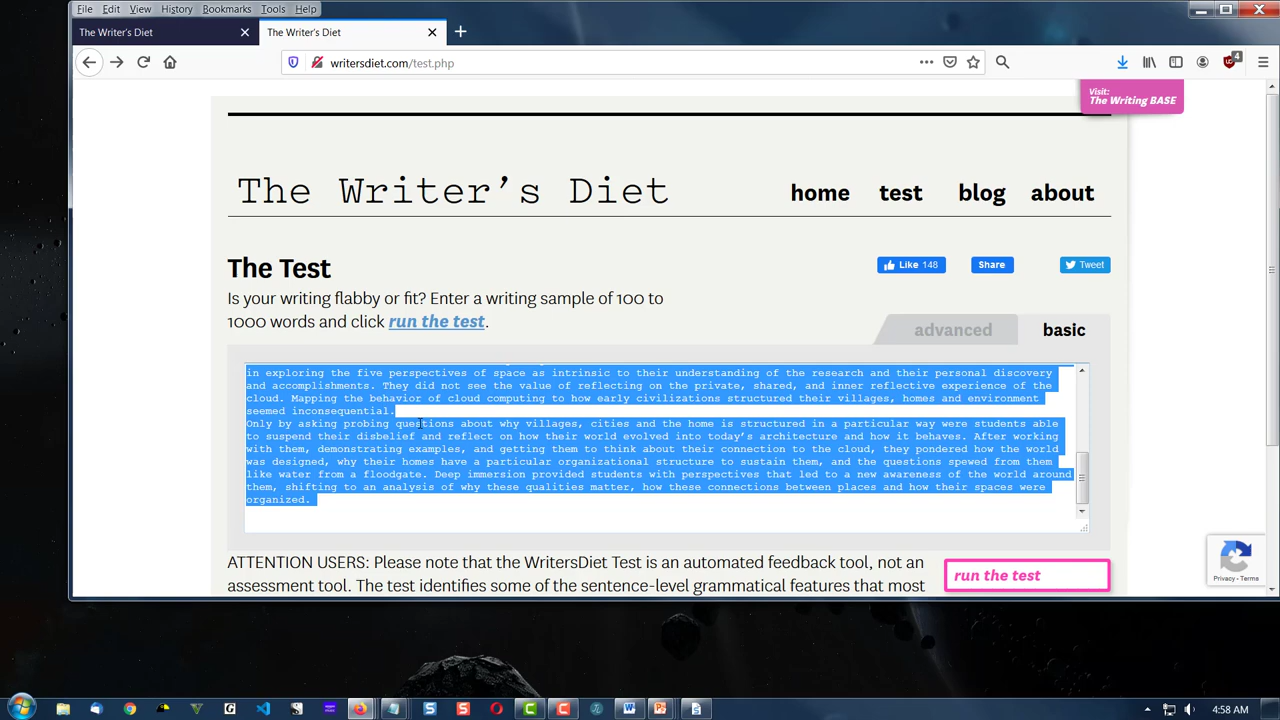 File Edit View History Bookmarks Tools Help
The Writer's Diet
The Writer's Diet
writersdiet.com/test.php
4
Visit:
The Writing BASE
The Writer's Diet
home test blog about
The Test
Like 148
Share
Tweet
Is your writing flabby or fit? Enter a writing sample of 100 to
1000 words and click run the test.
advanced
basic
in exploring the five perspectives of space as intrinsic to their understanding of the research and their personal discovery
and accomplishments. They did not see the value of reflecting on the private, shared, and inner reflective experience of the
cloud. Mapping the behavior of cloud computing to how early civilizations structured their villages, homes and environment
seemed inconsequential.
Only by asking probing questions about why villages, cities and the home is structured in a particular way were students able
to suspend their disbelief and reflect on how their world evolved into today's architecture and how it behaves. After working
with them, demonstrating examples, and getting them to think about their connection to the cloud, they pondered how the world
was designed, why their homes have a particular organizational structure to sustain them, and the questions spewed from them
like water from a floodgate. Deep immersion provided students with perspectives that led to a new awareness of the world around
them, shifting to an analysis of why these qualities matter, how these connections between places and how their spaces were
organized.
ATTENTION USERS: Please note that the WritersDiet Test is an automated feedback tool, not an
assessment tool. The test identifies some of the sentence-level grammatical features that most
run the test
Privacy - Terms
4:58 AM